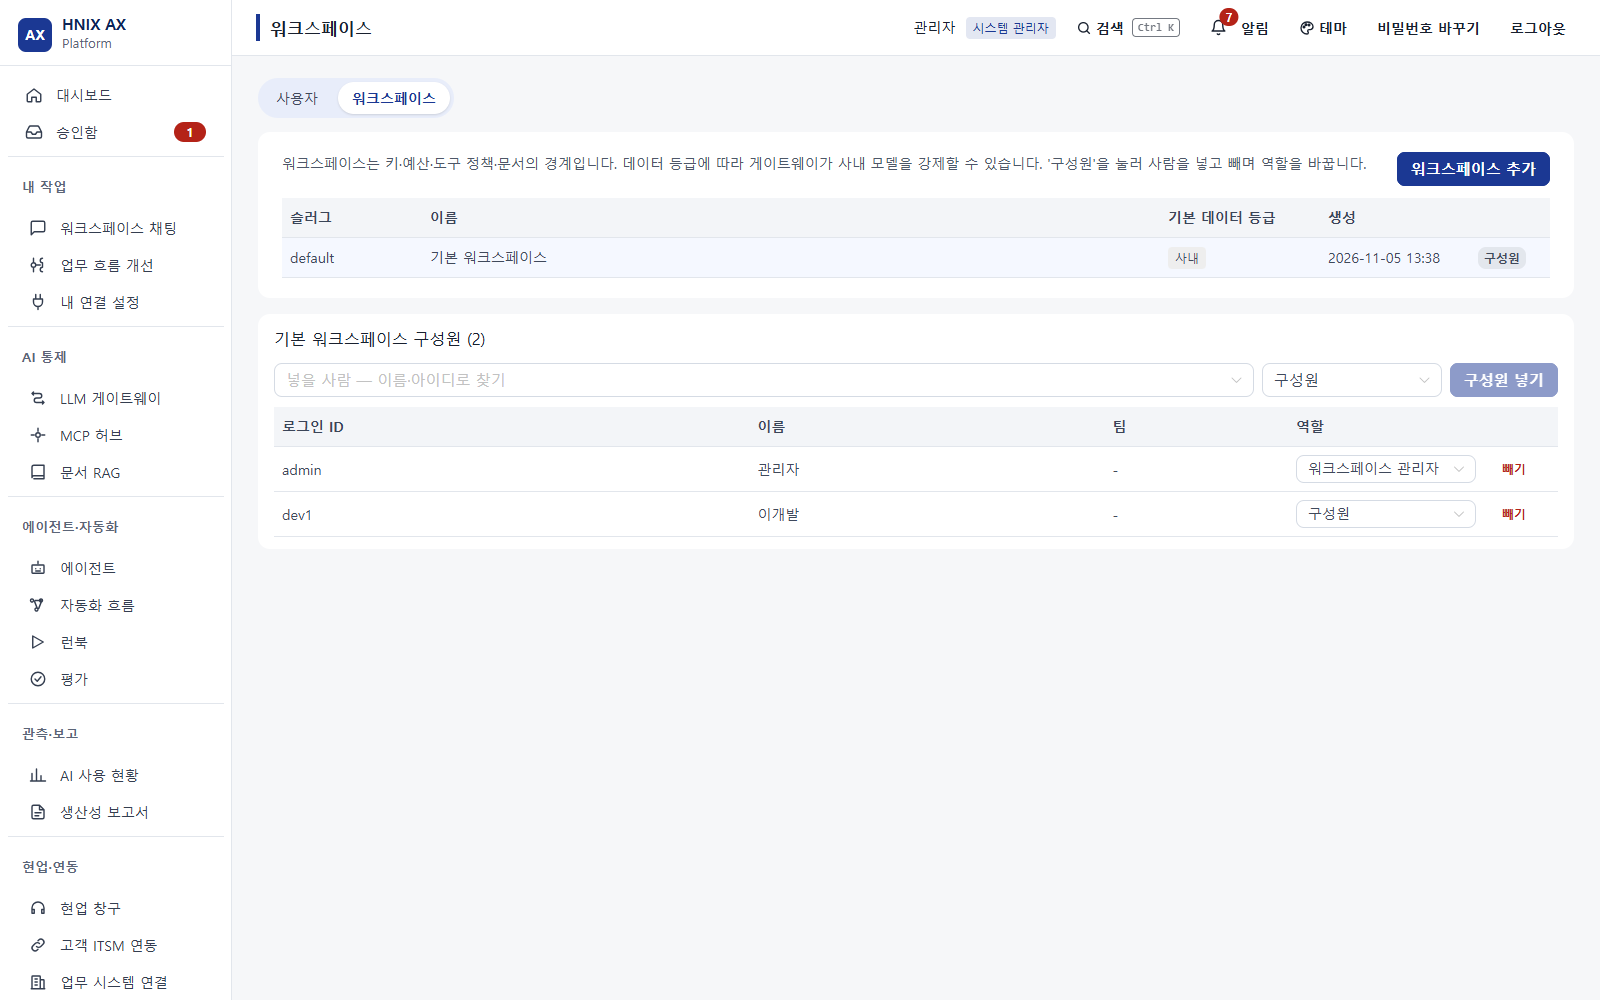 AX
HNIX AX
Platform
대시보드
승인함
1
내 작업
워크스페이스 채팅
업무 흐름 개선
내 연결 설정
AI 통제
LLM 게이트웨이
MCP 허브
문서 RAG
에이전트·자동화
에이전트
자동화 흐름
런북
평가
관측·보고
AI 사용 현황
생산성 보고서
현업·연동
현업 창구
고객 ITSM 연동
업무 시스템 연결
워크스페이스
관리자 시스템 관리자 검색 Ctrl K 7 알림 테마 비밀번호 바꾸기 로그아웃
사용자 워크스페이스
워크스페이스는 키·예산·도구 정책·문서의 경계입니다. 데이터 등급에 따라 게이트웨이가 사내 모델을 강제할 수 있습니다. '구성원'을 눌러 사람을 넣고 빼며 역할을 바꿉니다. 워크스페이스 추가
슬러그 이름 기본 데이터 등급 생성
default 기본 워크스페이스 사내 2026-11-05 13:38 구성원
기본 워크스페이스 구성원 (2)
넣을 사람 — 이름·아이디로 찾기 구성원 구성원 넣기
로그인 ID 이름 팀 역할
admin 관리자 - 워크스페이스 관리자 빼기
dev1 이개발 - 구성원 빼기